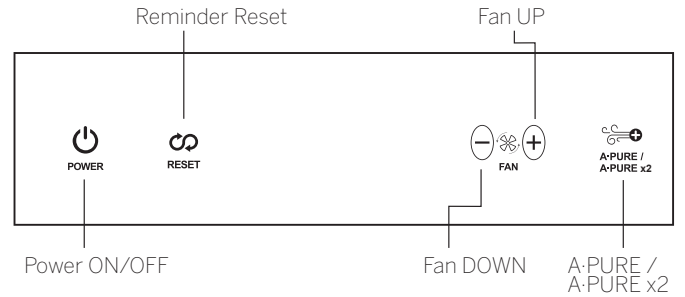 Reminder Reset
Fan UP
POWER
RESET
FAN
A·PURE /
A·PURE x2
Power ON/OFF
Fan DOWN
A·PURE /
A·PURE x2